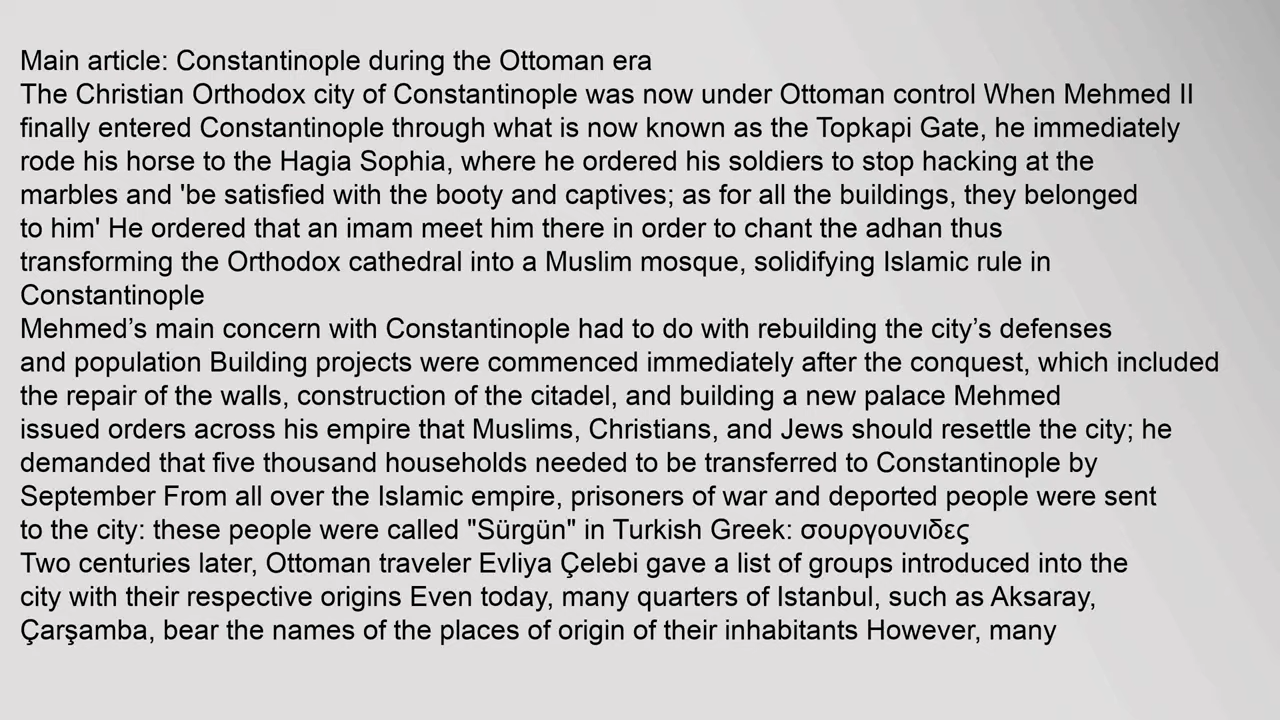 Main article: Constantinople during the Ottoman era
The Christian Orthodox city of Constantinople was now under Ottoman control When Mehmed II
finally entered Constantinople through what is now known as the Topkapi Gate, he immediately
rode his horse to the Hagia Sophia, where he ordered his soldiers to stop hacking at the
marbles and 'be satisfied with the booty and captives; as for all the buildings, they belonged
to him' He ordered that an imam meet him there in order to chant the adhan thus
transforming the Orthodox cathedral into a Muslim mosque, solidifying Islamic rule in
Constantinople
Mehmed’s main concern with Constantinople had to do with rebuilding the city’s defenses
and population Building projects were commenced immediately after the conquest, which included
the repair of the walls, construction of the citadel, and building a new palace Mehmed
issued orders across his empire that Muslims, Christians, and Jews should resettle the city; he
demanded that five thousand households needed to be transferred to Constantinople by
September From all over the Islamic empire, prisoners of war and deported people were sent
to the city: these people were called "Sürgün" in Turkish Greek: σουργουνιδες
Two centuries later, Ottoman traveler Evliya Çelebi gave a list of groups introduced into the
city with their respective origins Even today, many quarters of Istanbul, such as Aksaray,
Çarşamba, bear the names of the places of origin of their inhabitants However, many